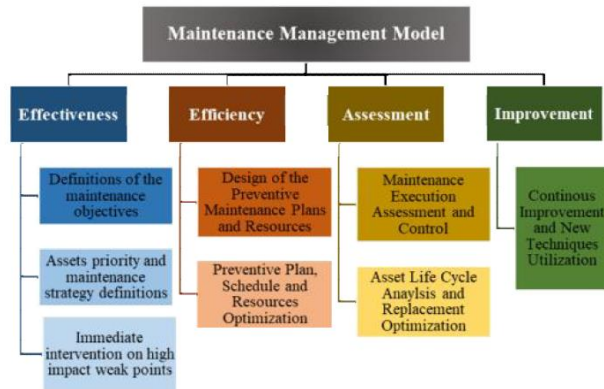 Maintenance Management Model
Effectiveness
Efficiency
Assessment
Improvement
Definitions of the
maintenance
objectives
Assets priority and
maintenance
strategy definitions
Immediate
intervention on high
impact weak points
Design of the
Preventive
Maintenance Plans
and Resources
Preventive Plan,
Schedule and
Resources
Optimization
Maintenance
Execution
Assessment and
Control
Asset Life Cycle
Anaylsis and
Replacement
Optimization
Continous
Improvement
and New
Techniques
Utilization